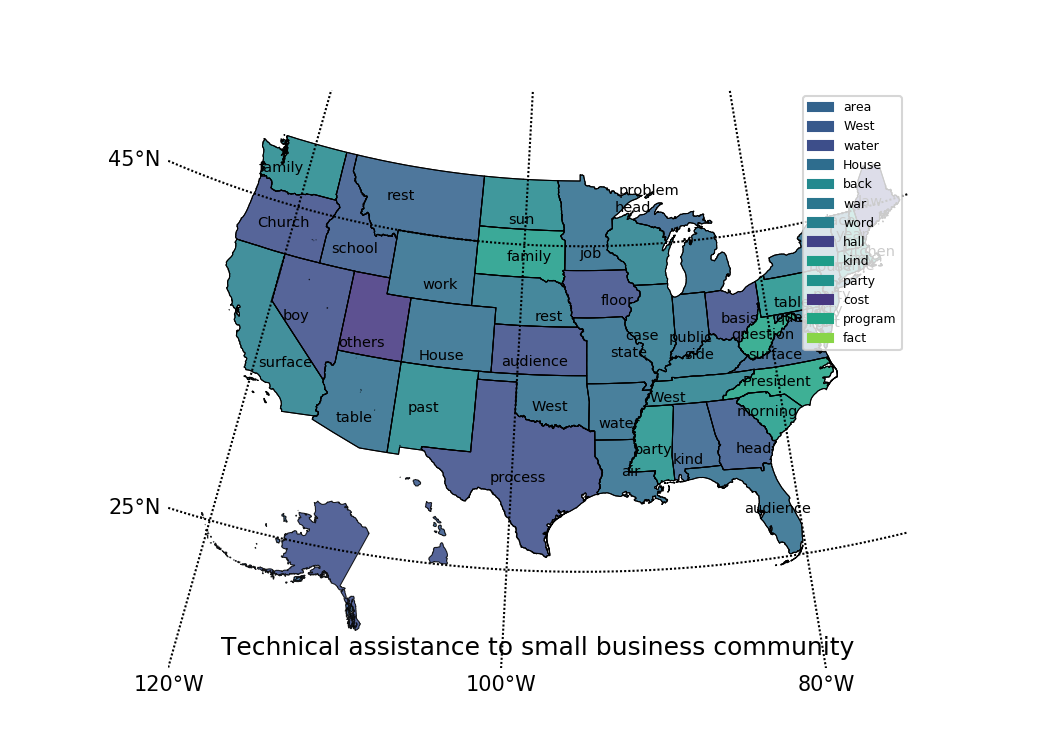 area
West
water
House
back
war
word
hall
kind
party
cost
program
fact
45°N
family
rest
problem
head
Church
sun
school
family
job
work
floor
boy
rest
basis
case
public
question
surface
others
House
audience
state
side
surface
President
table
past
West
West
morning
water
process
air
party
kind
head
audience
25°N
Technical assistance to small business community
120°W
100°W
80°W